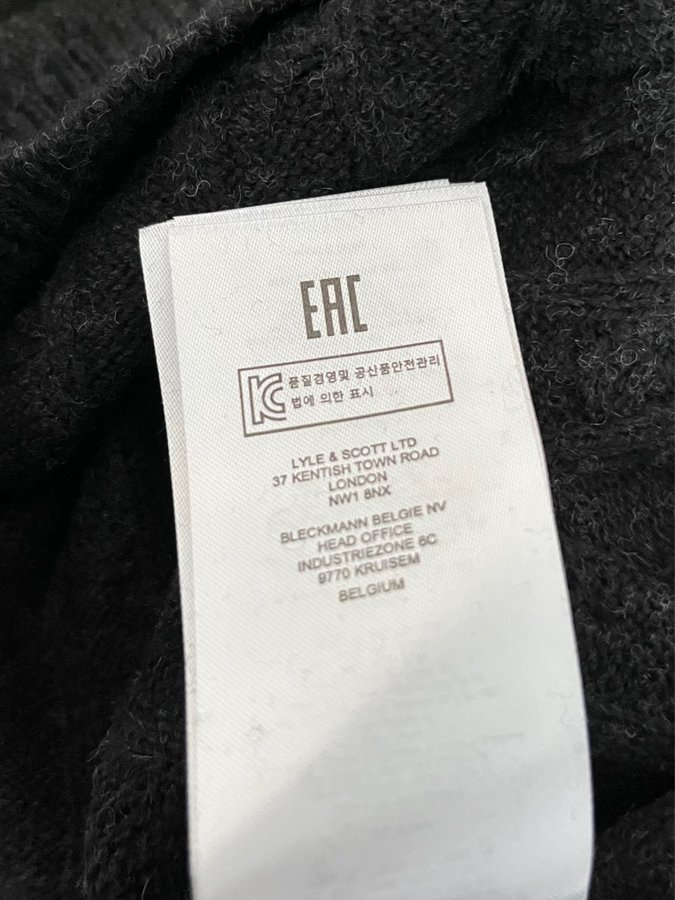 EAC
KC 품질경영및 공산품안전관리
법에 의한 표시
LYLE & SCOTT LTD
37 KENTISH TOWN ROAD
LONDON
NW1 8NX
BLECKMANN BELGIE NV
HEAD OFFICE
INDUSTRIEZONE 6C
9770 KRUISEM
BELGIUM